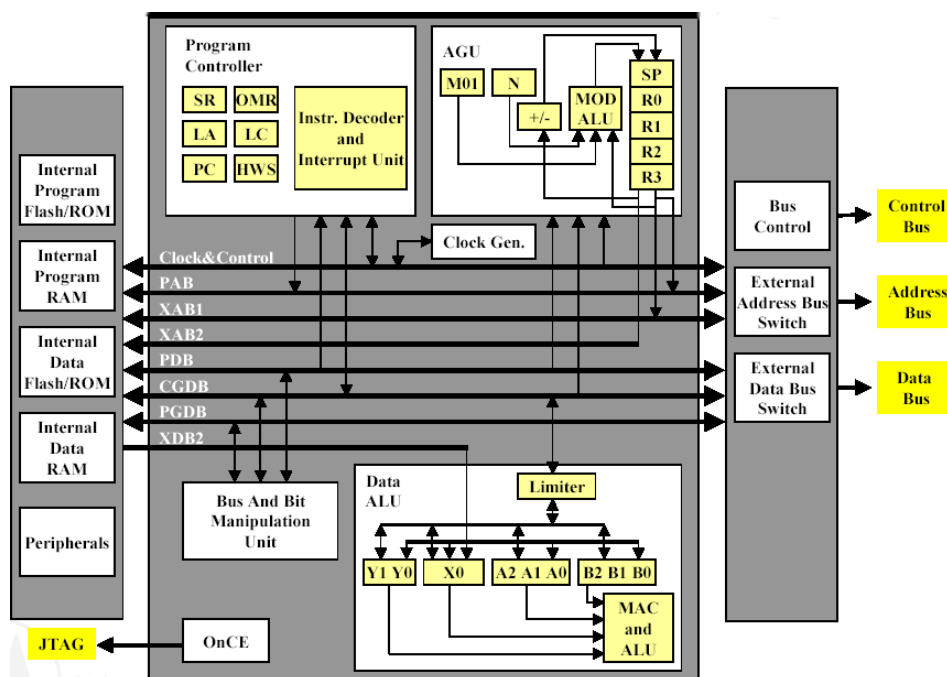 Program
Controller
SR OMR
LA LC
PC HWS
Instr. Decoder
and
Interrupt Unit
AGU
M01
N
+/-
MOD
ALU
SP
R0
R1
R2
R3
Clock Gen.
Internal
Program
Flash/ROM
Internal
Program
RAM
Internal
Data
Flash/ROM
Internal
Data
RAM
Peripherals
JTAG
Clock&Control
PAB
XAB1
XAB2
PDB
CGDB
PGDB
XDB2
Bus And Bit
Manipulation
Unit
OnCE
Data
ALU
Limiter
Y1 Y0
X0
A2 A1 A0
B2 B1 B0
MAC
and
ALU
Bus
Control
External
Address Bus
Switch
External
Data Bus
Switch
Control
Bus
Address
Bus
Data
Bus